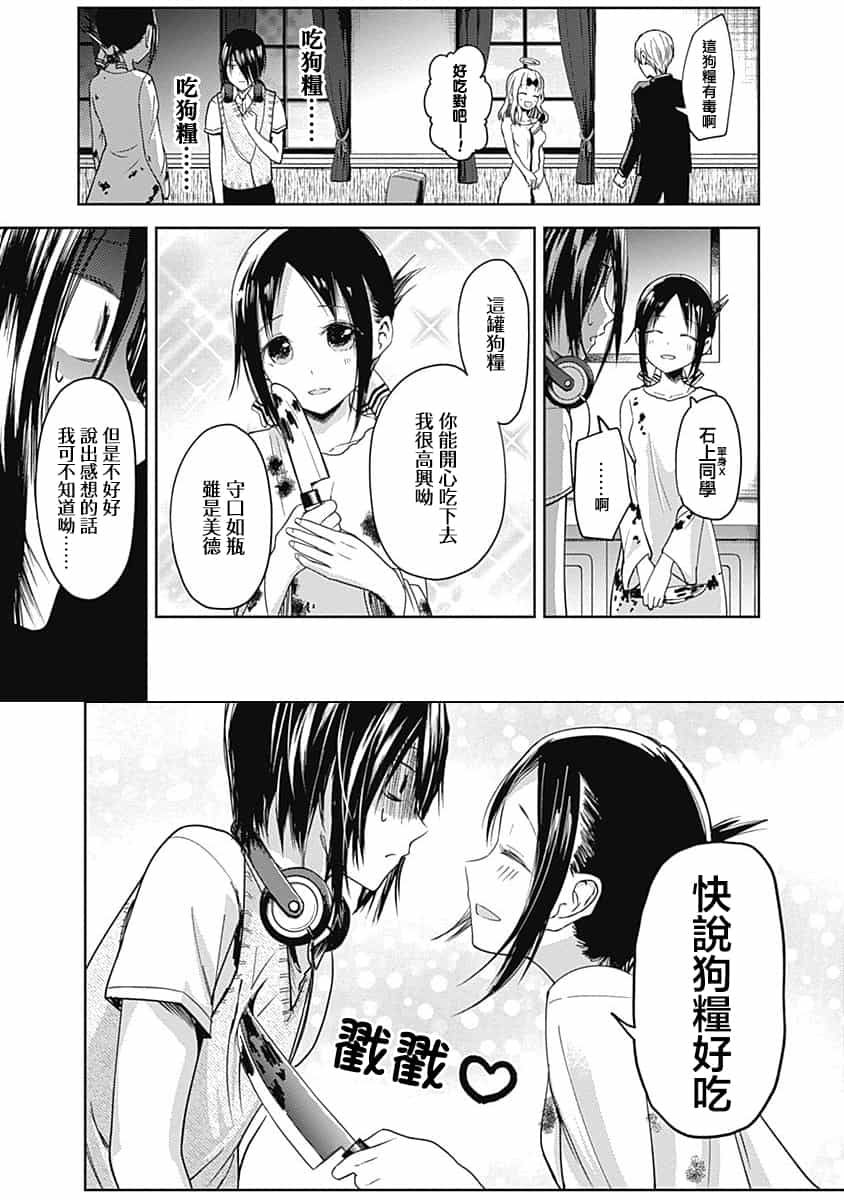 這狗糧有毒啊
好吃對吧—！
吃狗糧……
吃狗糧……
石上同學
單身X
……啊
這罐狗糧
你能開心吃下去
我很高興呦
守口如瓶
雖是美德
但是不好好
說出感想的話
我可不知道呦……
快說狗糧好吃
戳戳♡